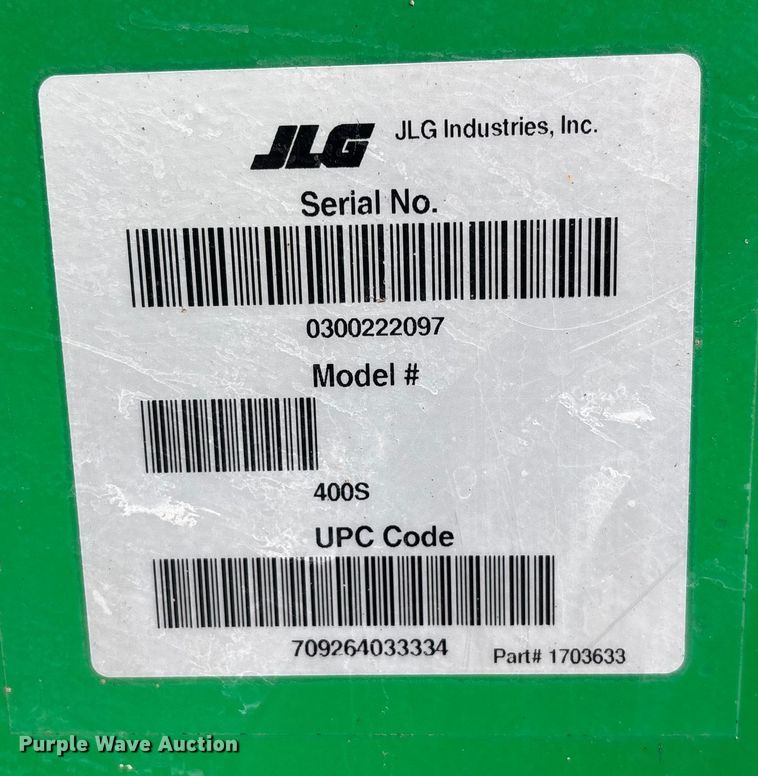 JLG JLG Industries, Inc.
Serial No.
0300222097
Model #
400S
UPC Code
709264033334
Part# 1703633
Purple Wave Auction